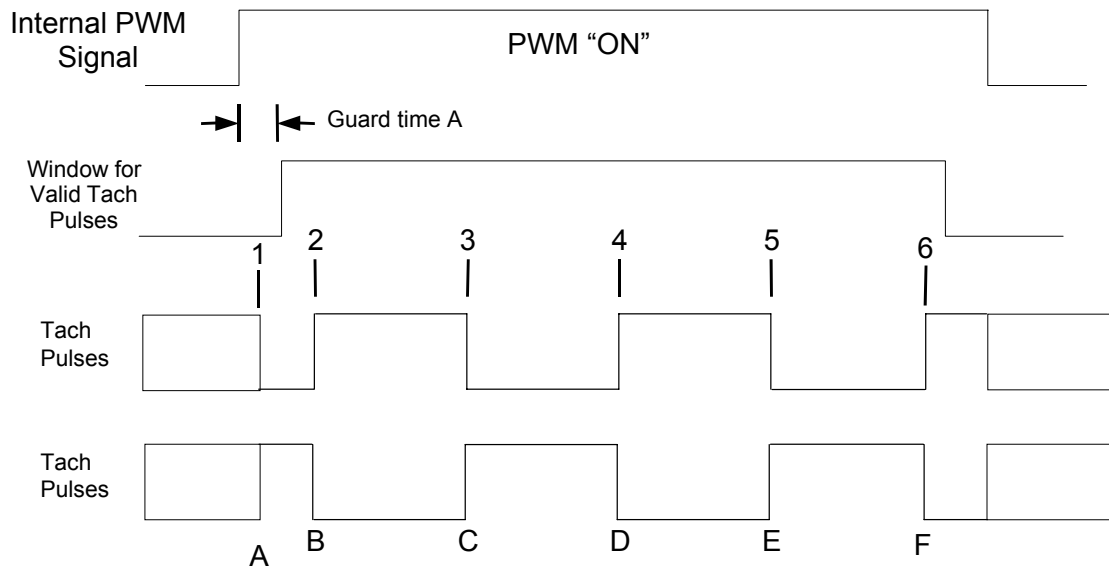 Internal PWM
Signal
PWM “ON”
Guard time A
Window for
Valid Tach
Pulses
1 2 3 4 5 6
Tach
Pulses
Tach
Pulses
A B C D E F